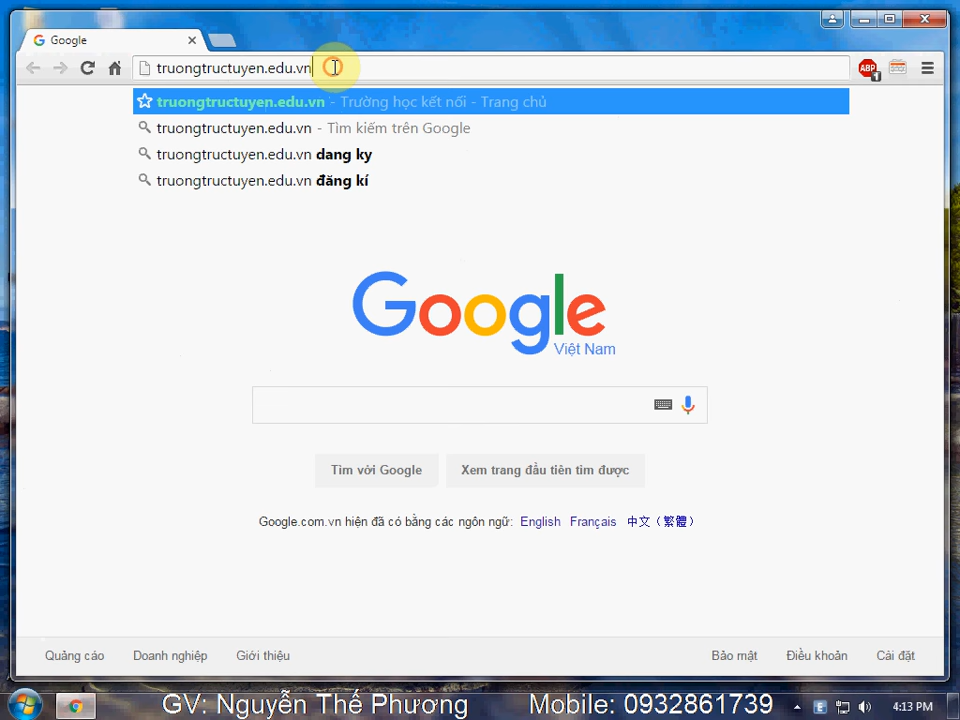 Google
truongtructuyen.edu.vn
ABP
1
truongtructuyen.edu.vn - Trường học kết nối - Trang chủ
truongtructuyen.edu.vn - Tìm kiếm trên Google
truongtructuyen.edu.vn dang ky
truongtructuyen.edu.vn đăng kí
Google
Việt Nam
Tìm với Google
Xem trang đầu tiên tìm được
Google.com.vn hiện đã có bằng các ngôn ngữ: English Français 中文（繁體）
Quảng cáo Doanh nghiệp Giới thiệu Bảo mật Điều khoản Cài đặt
GV: Nguyễn Thế Phương Mobile: 0932861739
E
4:13 PM